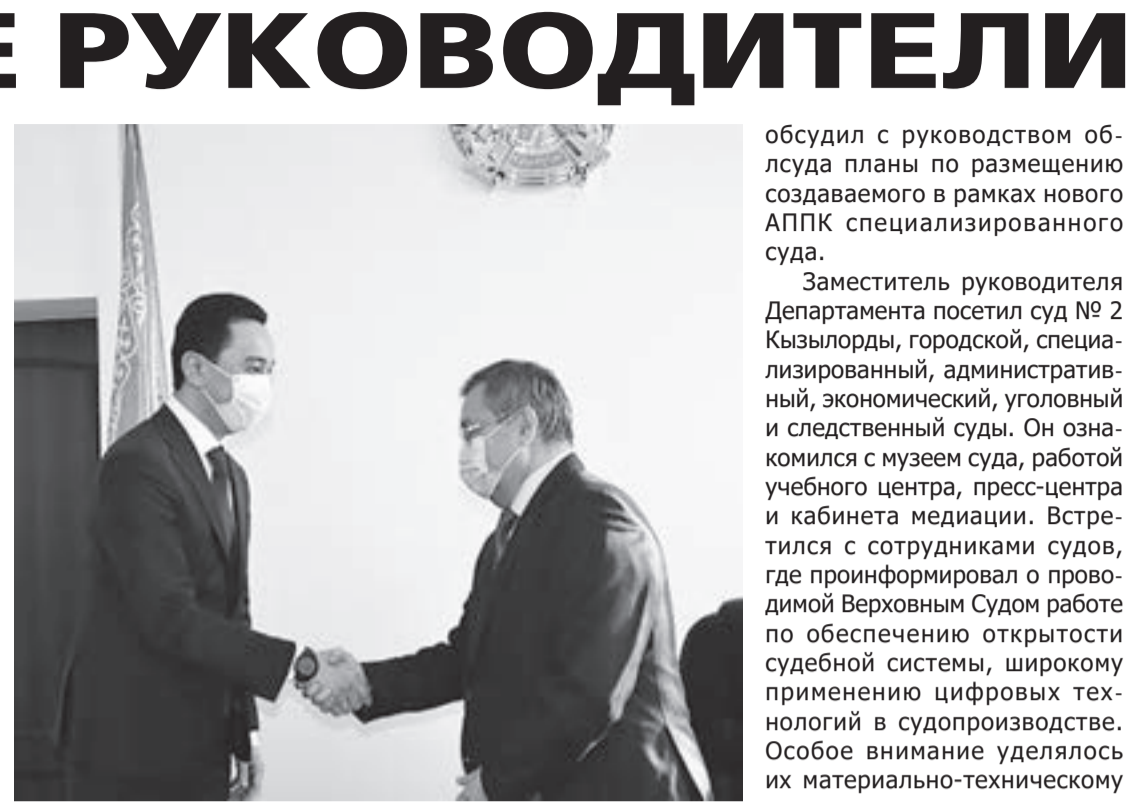 Е РУКОВОДИТЕЛИ
обсудил с руководством об-
лсуда планы по размещению
создаваемого в рамках нового
АППК специализированного
суда.
Заместитель руководителя
Департамента посетил суд № 2
Кызылорды, городской, специа-
лизированный, административ-
ный, экономический, уголовный
и следственный суды. Он озна-
комился с музеем суда, работой
учебного центра, пресс-центра
и кабинета медиации. Встре-
тился с сотрудниками судов,
где проинформировал о прово-
димой Верховным Судом работе
по обеспечению открытости
судебной системы, широкому
применению цифровых тех-
нологий в судопроизводстве.
Особое внимание уделялось
их материально-техническому